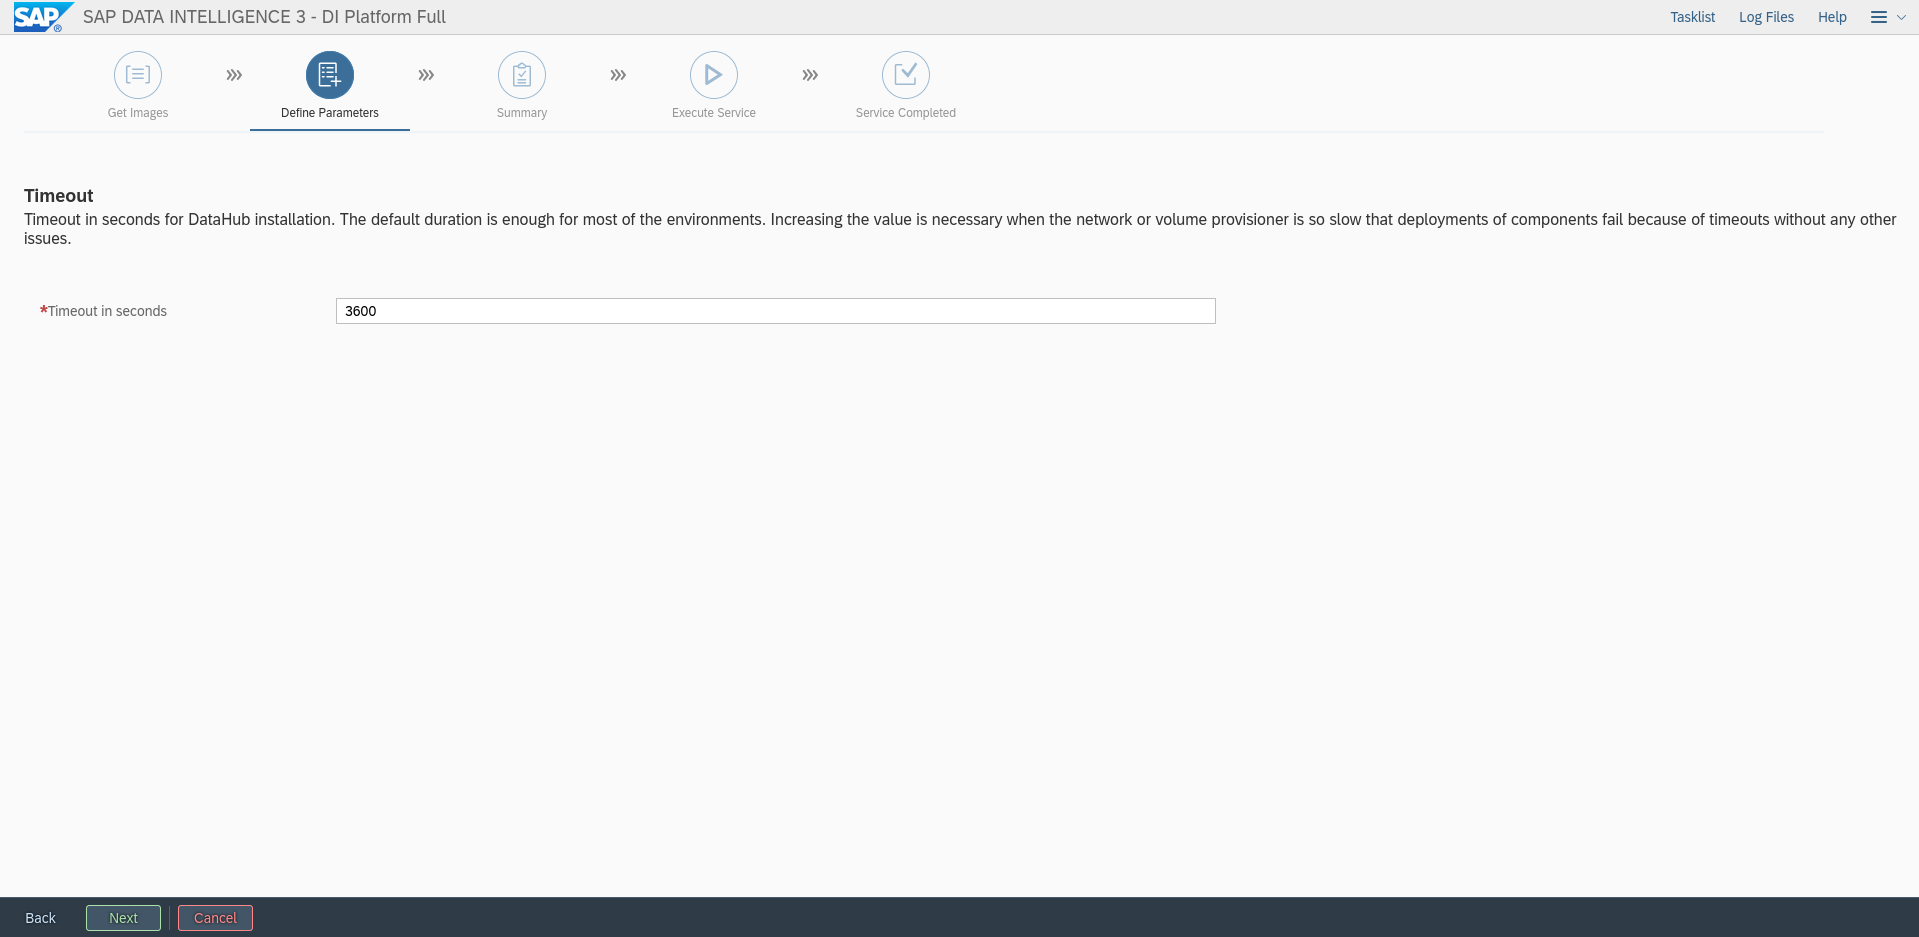 SAP® SAP DATA INTELLIGENCE 3 - DI Platform Full Tasklist Log Files Help
Get Images Define Parameters Summary Execute Service Service Completed
Timeout
Timeout in seconds for DataHub installation. The default duration is enough for most of the environments. Increasing the value is necessary when the network or volume provisioner is so slow that deployments of components fail because of timeouts without any other
issues.
*Timeout in seconds 3600
Back Next Cancel